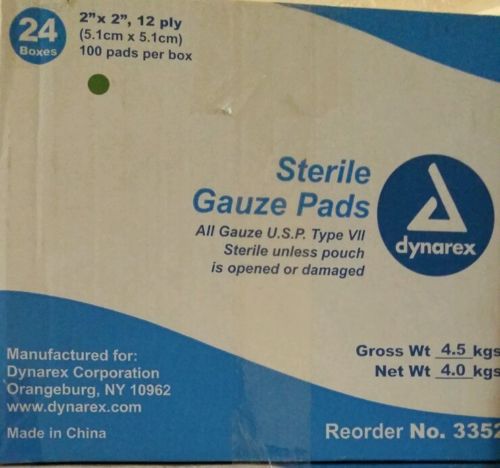 24
Boxes
2”x 2”, 12 ply
(5.1cm x 5.1cm)
100 pads per box
Sterile
Gauze Pads
All Gauze U.S.P. Type VII
Sterile unless pouch
is opened or damaged
dynarex
Gross Wt 4.5 kgs
Net Wt 4.0 kgs
Manufactured for:
Dynarex Corporation
Orangeburg, NY 10962
www.dynarex.com
Made in China
Reorder No. 3352